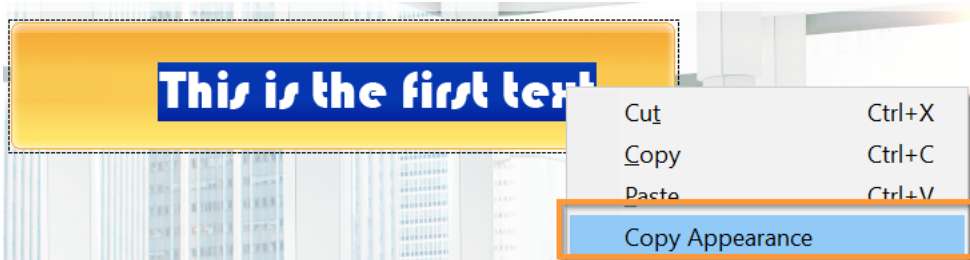 This is the first text
Cut Ctrl+X
Copy Ctrl+C
Paste Ctrl+V
Copy Appearance